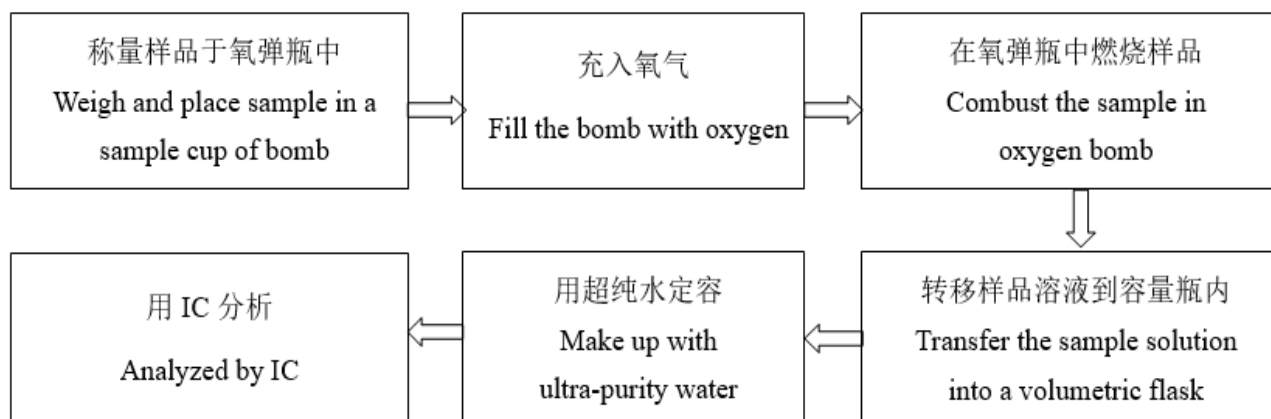 称量样品于氧弹瓶中
Weigh and place sample in a
sample cup of bomb
充入氧气
Fill the bomb with oxygen
在氧弹瓶中燃烧样品
Combust the sample in
oxygen bomb
转移样品溶液到容量瓶内
Transfer the sample solution
into a volumetric flask
用超纯水定容
Make up with
ultra-purity water
用 IC 分析
Analyzed by IC